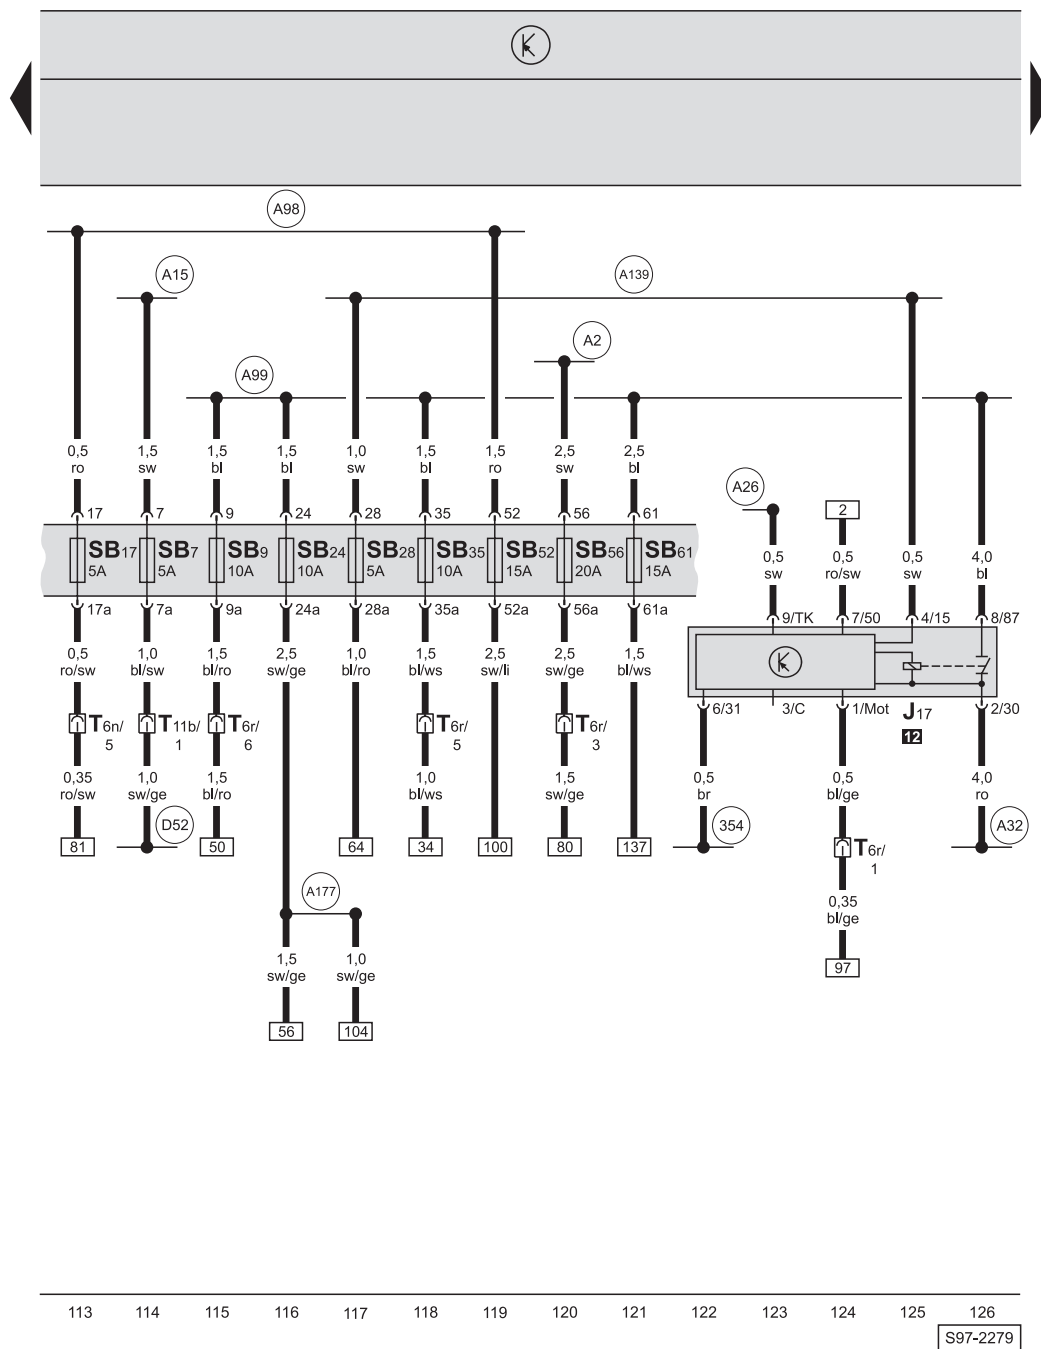 A98
A15
A139
A2
A99
0,5 1,5 1,5 1,5 1,0 1,5 1,5 2,5 2,5
ro sw bl bl sw bl ro sw bl
A26
17 7 9 24 28 35 52 56 61
2
SB17 SB7 SB9 SB24 SB28 SB35 SB52 SB56 SB61
5A 5A 10A 10A 5A 10A 15A 20A 15A
0,5 0,5 0,5 4,0
sw ro/sw sw bl
17a 7a 9a 24a 28a 35a 52a 56a 61a
9/TK 7/50 4/15 8/87
0,5 1,0 1,5 2,5 1,0 1,5 2,5 2,5 1,5
ro/sw bl/sw bl/ro sw/ge bl/ro bl/ws sw/li sw/ge bl/ws
6/31 3/C 1/Mot J17 2/30
12
T6n/ T11b/ T6r/ T6r/ T6r/
5 1 6 5 3
0,35 1,0 1,5 1,0 1,5 0,5 0,5 4,0
ro/sw sw/ge bl/ro bl/ws sw/ge br bl/ge ro
D52 354 A32
81 50 64 34 100 80 137
T6r/
1
A177
0,35
bl/ge
1,5 1,0
sw/ge sw/ge
97
56 104
113 114 115 116 117 118 119 120 121 122 123 124 125 126
S97-2279